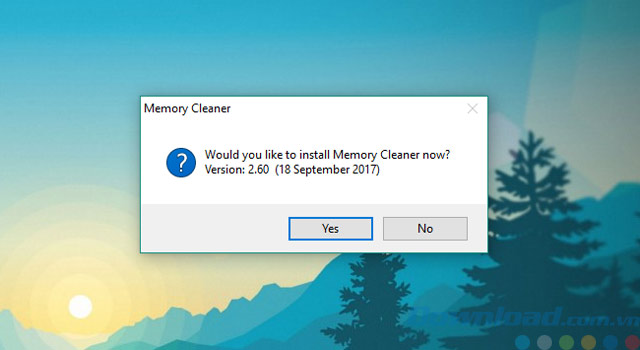 Memory Cleaner
Would you like to install Memory Cleaner now?
Version: 2.60 (18 September 2017)
Yes
No
Download.com.vn